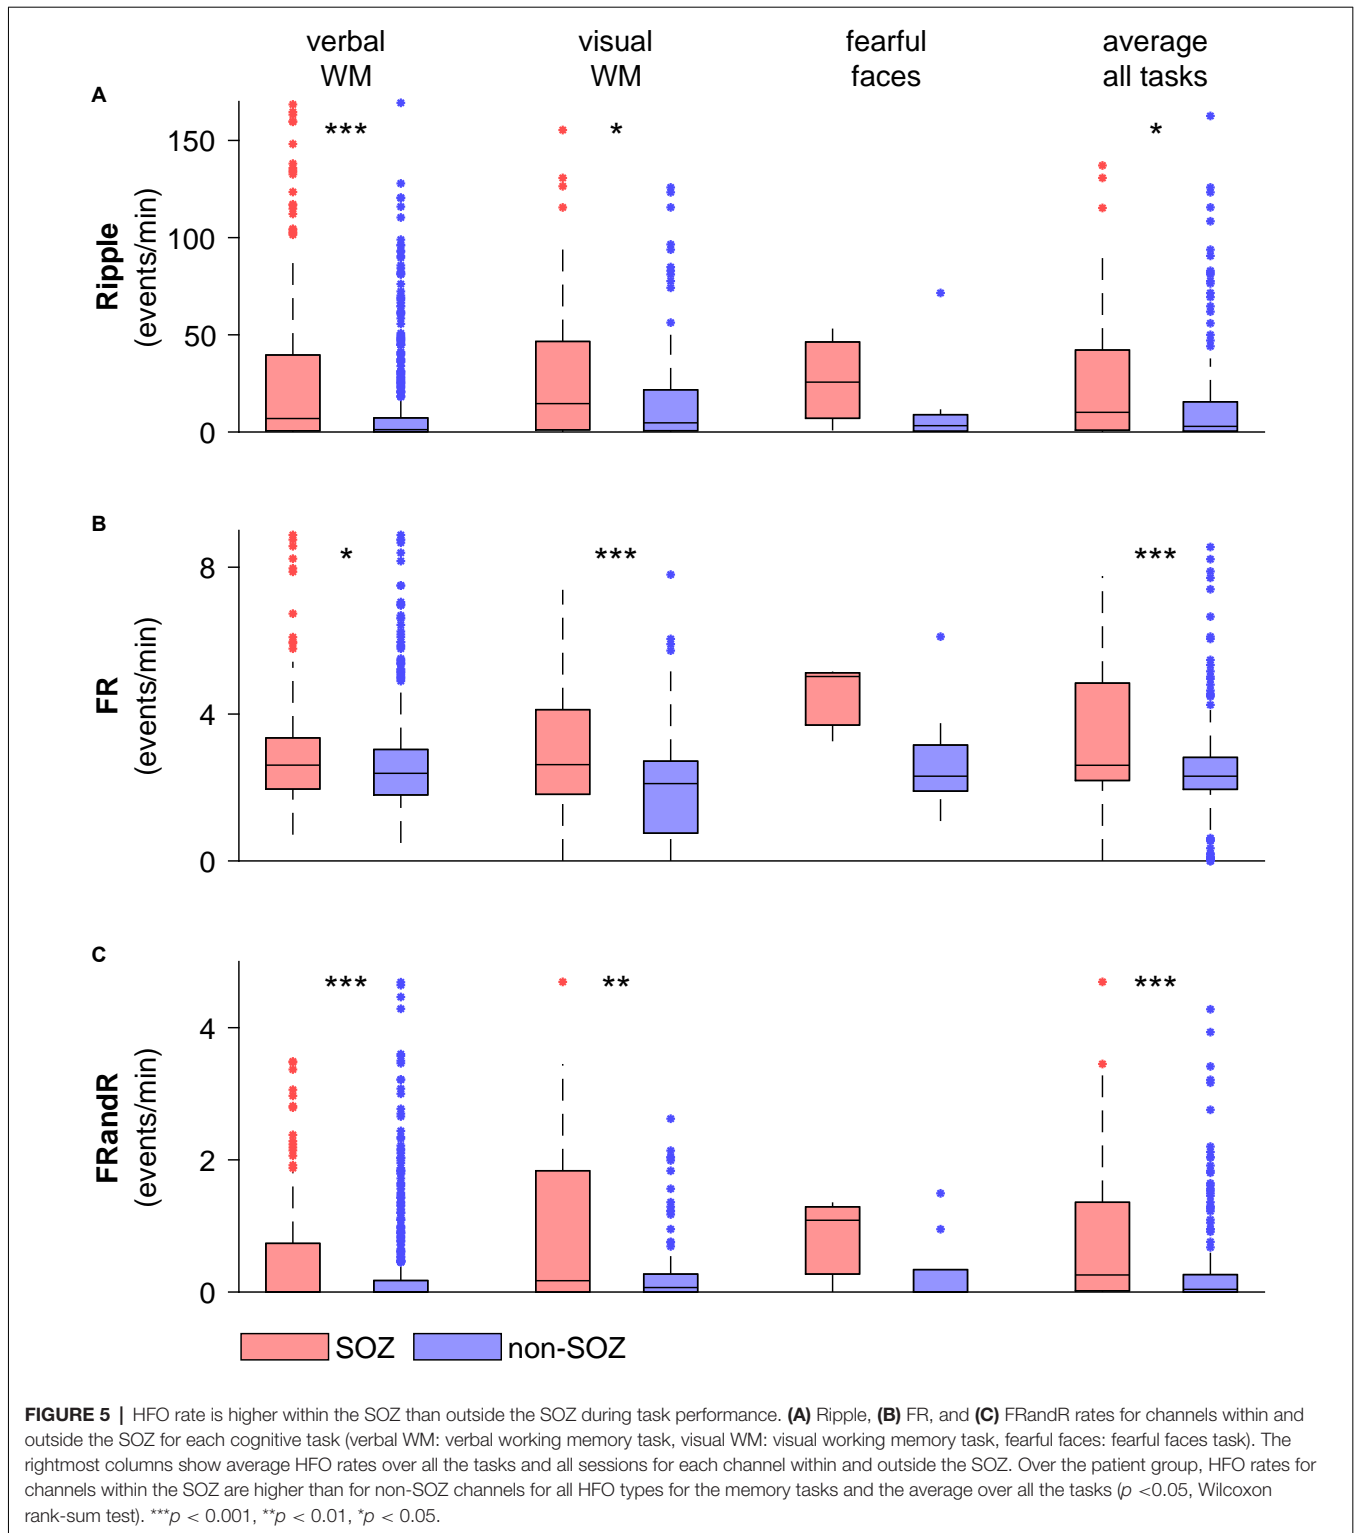 verbal WM
visual WM
fearful faces
average all tasks
A
***
*
*
150
100
50
0
Ripple
(events/min)
B
*
***
***
8
4
0
FR
(events/min)
C
***
**
***
4
2
0
FRandR
(events/min)
SOZ
non-SOZ
FIGURE 5 | HFO rate is higher within the SOZ than outside the SOZ during task performance. (A) Ripple, (B) FR, and (C) FRandR rates for channels within and
outside the SOZ for each cognitive task (verbal WM: verbal working memory task, visual WM: visual working memory task, fearful faces: fearful faces task). The
rightmost columns show average HFO rates over all the tasks and all sessions for each channel within and outside the SOZ. Over the patient group, HFO rates for
channels within the SOZ are higher than for non-SOZ channels for all HFO types for the memory tasks and the average over all the tasks (p <0.05, Wilcoxon
rank-sum test). ***p < 0.001, **p < 0.01, *p < 0.05.